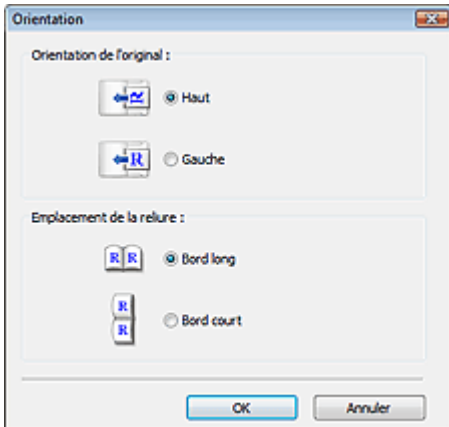 Orientation
Orientation de l'original :
R Haut
R Gauche
Emplacement de la reliure :
R R Bord long
R
R Bord court
OK Annuler